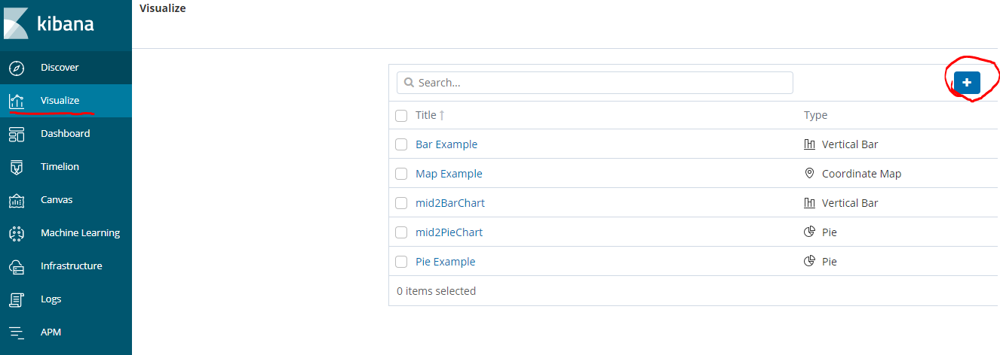 kibana
Discover
Visualize
Dashboard
Timelion
Canvas
Machine Learning
Infrastructure
Logs
APM
Visualize
Search...
Title Type
Bar Example Vertical Bar
Map Example Coordinate Map
mid2BarChart Vertical Bar
mid2PieChart Pie
Pie Example Pie
0 items selected